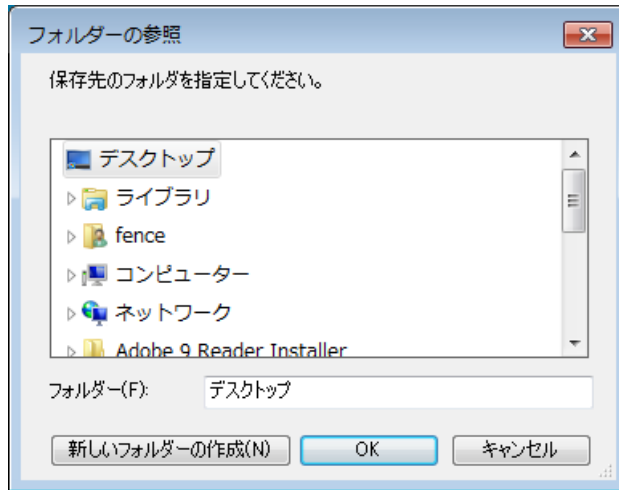 フォルダーの参照
保存先のフォルダを指定してください。
デスクトップ
ライブラリ
fence
コンピューター
ネットワーク
Adobe 9 Reader Installer
フォルダー(F): デスクトップ
新しいフォルダーの作成(N) OK キャンセル